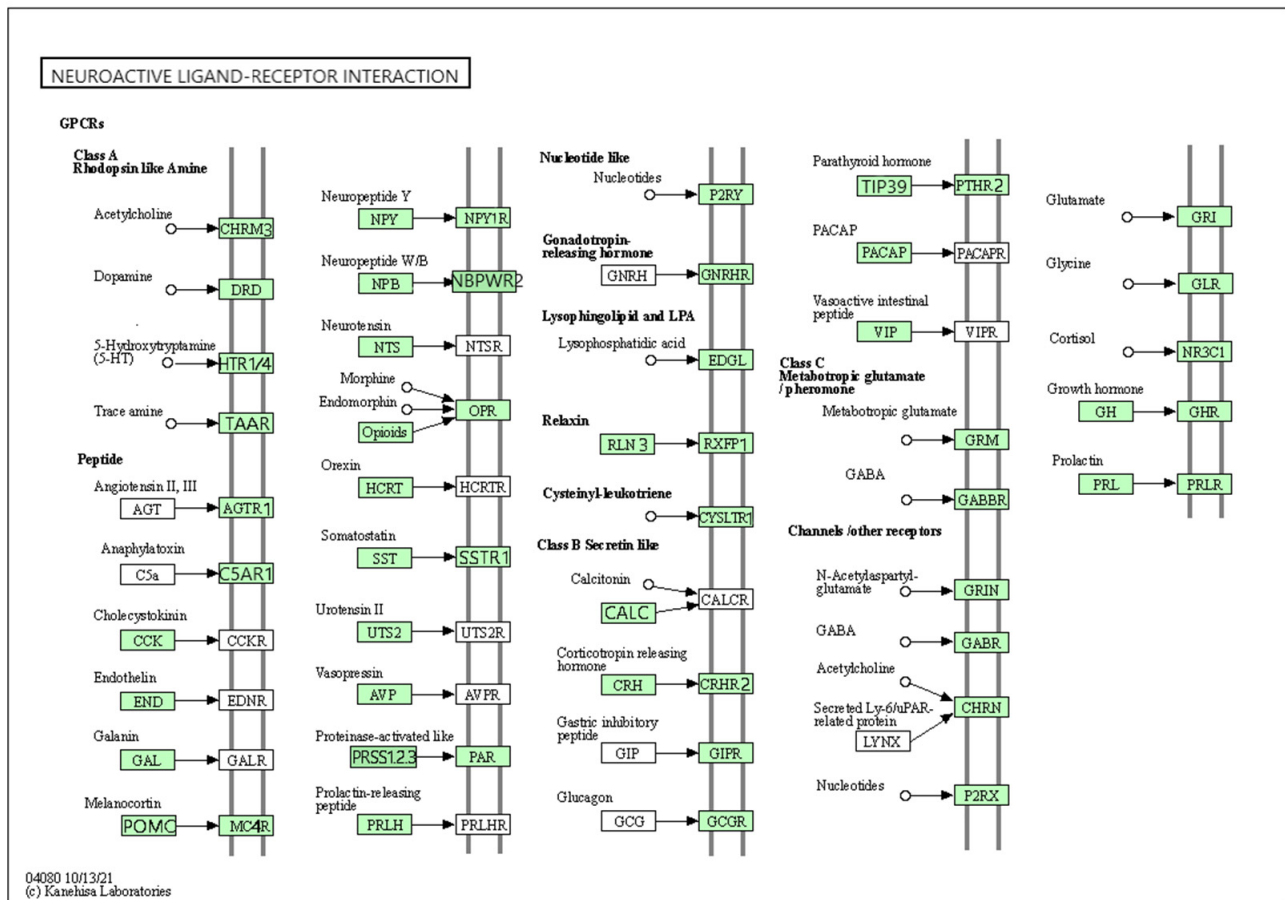 NEUROACTIVE LIGAND-RECEPTOR INTERACTION
GPCRs
Class A
Rhodopsin like Amine
Acetylcholine
CHRM3
Dopamine
DRD
5-Hydroxytryptamine
(5-HT)
HTR1/4
Trace amine
TAAR
Peptide
Angiotensin II, III
AGT
AGTR1
Anaphylatoxin
C5a
C5AR1
Cholecystokinin
CCK
CCKR
Endothelin
END
EDNR
Galanin
GAL
GALR
Melanocortin
POMC
MC4R
Neuropeptide Y
NPY
NPY1R
Neuropeptide W/B
NPB
NBPWR2
Neurotensin
NTS
NTSR
Morphine
Endomorphin
Opioids
OPR
Orexin
HCRT
HCRTR
Somatostatin
SST
SSTR1
Urotensin II
UTS2
UTS2R
Vasopressin
AVP
AVPR
Proteinase-activated like
PRSS1.2.3
PAR
Prolactin-releasing
peptide
PRLH
PRLHR
Nucleotide like
Nucleotides
P2RY
Gonadotropin-
releasing hormone
GNRH
GNRHR
Lysophingolipid and LPA
Lysophosphatidic acid
EDGL
Relaxin
RLN 3
RXFP1
Cysteinyl-leukotriene
CYSLTR1
Class B Secretin like
Calcitonin
CALC
CALCR
Corticotropin releasing
hormone
CRH
CRHR2
Gastric inhibitory
peptide
GIP
GIPR
Glucagon
GCG
GCGR
Parathyroid hormone
TIP39
PTHR2
PACAP
PACAP
PACAPR
Vasoactive intestinal
peptide
VIP
VIPR
Class C
Metabotropic glutamate
/ pheromone
Metabotropic glutamate
GRM
GABA
GABBR
Channels /other receptors
N-Acetylaspartyl-
glutamate
GRIN
GABA
GABR
Acetylcholine
Secreted Ly-6/uPAR-
related protein
LYNX
CHRN
Nucleotides
P2RX
Glutamate
GRI
Glycine
GLR
Cortisol
NR3C1
Growth hormone
GH
GHR
Prolactin
PRL
PRLR
04080 10/13/21
(c) Kanehisa Laboratories